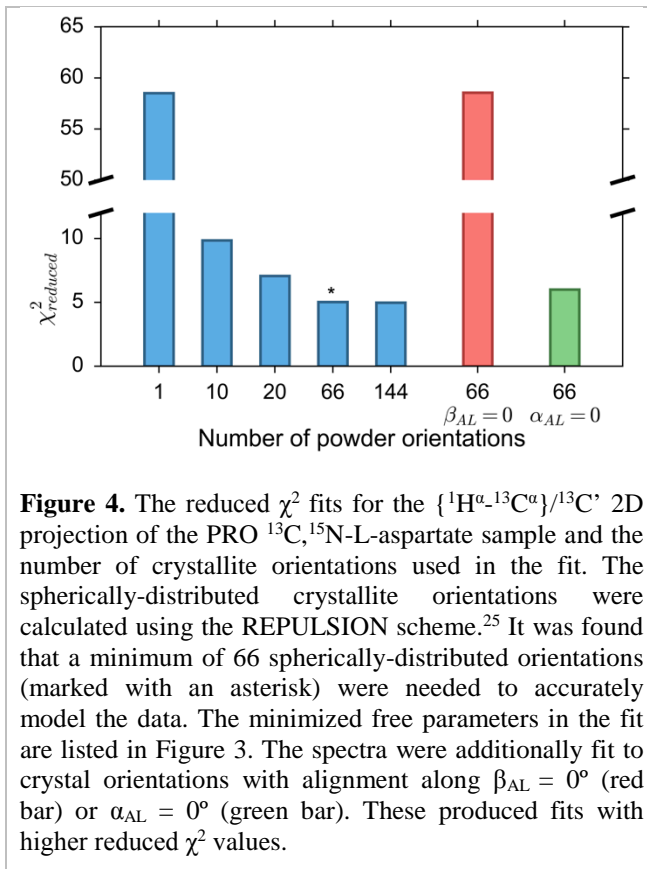 65
60
55
50
10
5
0
χ²reduced
*
1 10 20 66 144 66 66
βAL = 0 αAL = 0
Number of powder orientations
Figure 4. The reduced χ² fits for the {¹Hᵅ-¹³Cᵅ}/¹³C’ 2D
projection of the PRO ¹³C,¹⁵N-L-aspartate sample and the
number of crystallite orientations used in the fit. The
spherically-distributed crystallite orientations were
calculated using the REPULSION scheme.²⁵ It was found
that a minimum of 66 spherically-distributed orientations
(marked with an asterisk) were needed to accurately
model the data. The minimized free parameters in the fit
are listed in Figure 3. The spectra were additionally fit to
crystal orientations with alignment along βAL = 0º (red
bar) or αAL = 0º (green bar). These produced fits with
higher reduced χ² values.